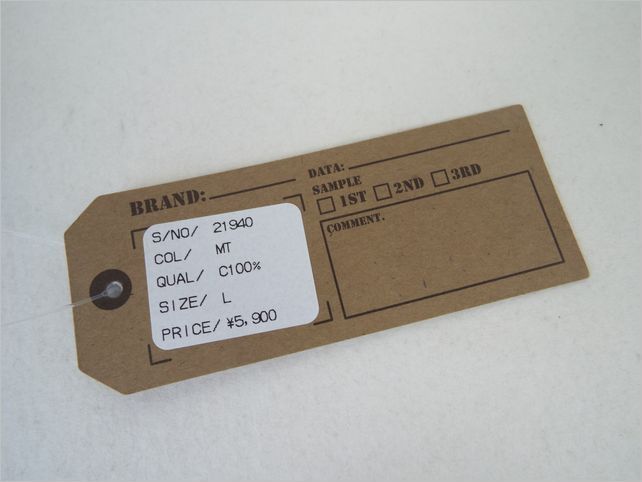 BRAND:
S/NO/ 21940
COL/ MT
QUAL/ C100%
SIZE/ L
PRICE/ ¥5,900
DATA:
SAMPLE
1ST 2ND 3RD
COMMENT.